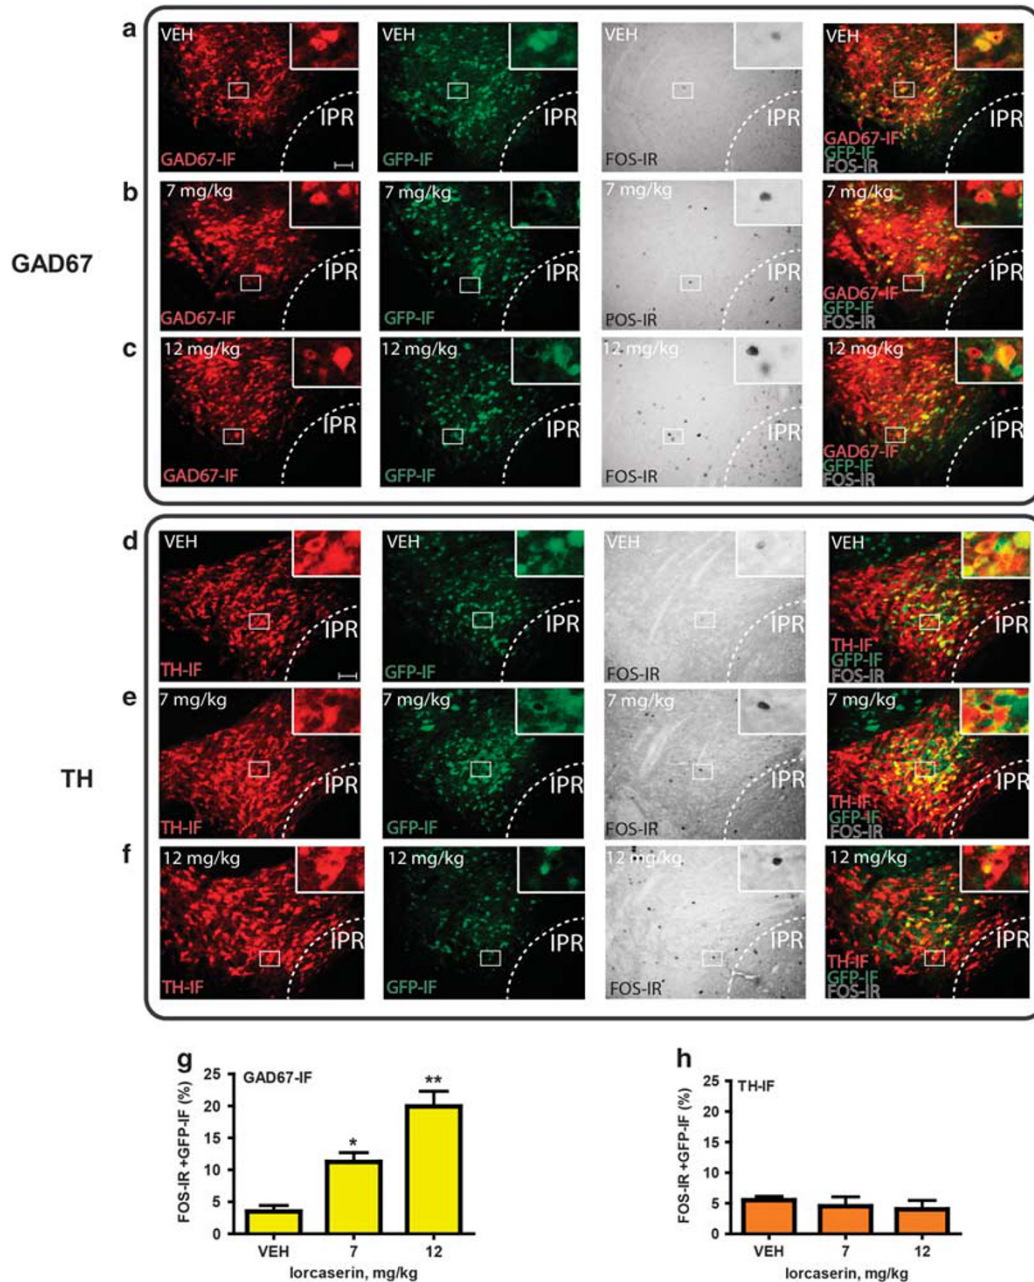 a
VEH
IPR
GAD67-IF
VEH
IPR
GFP-IF
VEH
IPR
FOS-IR
VEH
IPR
GAD67-IF
GFP-IF
FOS-IR
b
7 mg/kg
IPR
GAD67-IF
7 mg/kg
IPR
GFP-IF
7 mg/kg
IPR
FOS-IR
7 mg/kg
IPR
GAD67-IF
GFP-IF
FOS-IR
GAD67
c
12 mg/kg
IPR
GAD67-IF
12 mg/kg
IPR
GFP-IF
12 mg/kg
IPR
FOS-IR
12 mg/kg
IPR
GAD67-IF
GFP-IF
FOS-IR
d
VEH
IPR
TH-IF
VEH
IPR
GFP-IF
VEH
IPR
FOS-IR
VEH
IPR
TH-IF
GFP-IF
FOS-IR
e
7 mg/kg
IPR
TH-IF
7 mg/kg
IPR
GFP-IF
7 mg/kg
IPR
FOS-IR
7 mg/kg
IPR
TH-IF
GFP-IF
FOS-IR
TH
f
12 mg/kg
IPR
TH-IF
12 mg/kg
IPR
GFP-IF
12 mg/kg
IPR
FOS-IR
12 mg/kg
IPR
TH-IF
GFP-IF
FOS-IR
g
GAD67-IF
FOS-IR +GFP-IF (%)
25
20
15
10
5
0
*
**
VEH 7 12
lorcaserin, mg/kg
h
TH-IF
FOS-IR +GFP-IF (%)
25
20
15
10
5
0
VEH 7 12
lorcaserin, mg/kg